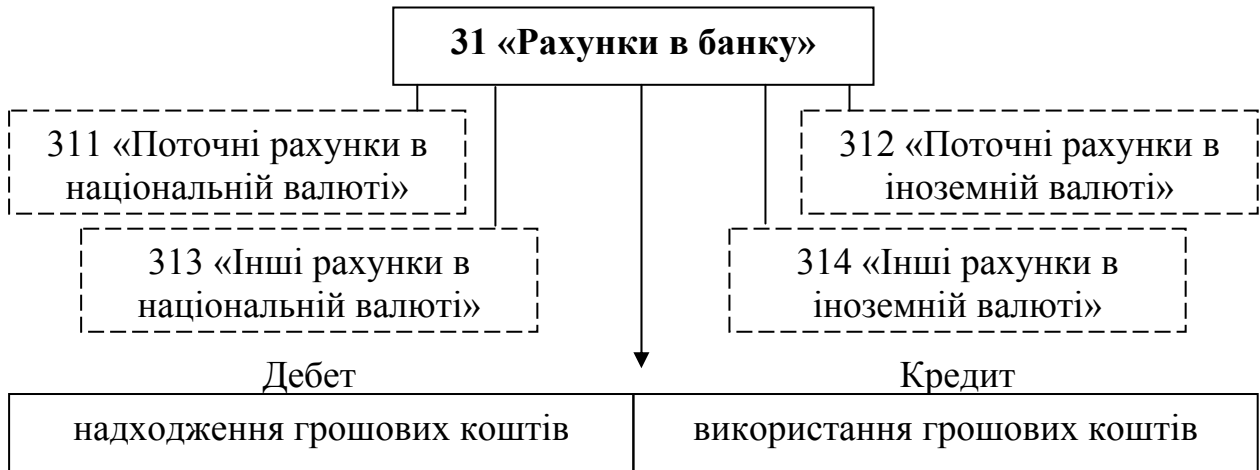 31 «Рахунки в банку»
311 «Поточні рахунки в
національній валюті»
312 «Поточні рахунки в
іноземній валюті»
313 «Інші рахунки в
національній валюті»
314 «Інші рахунки в
іноземній валюті»
Дебет
Кредит
надходження грошових коштів
використання грошових коштів